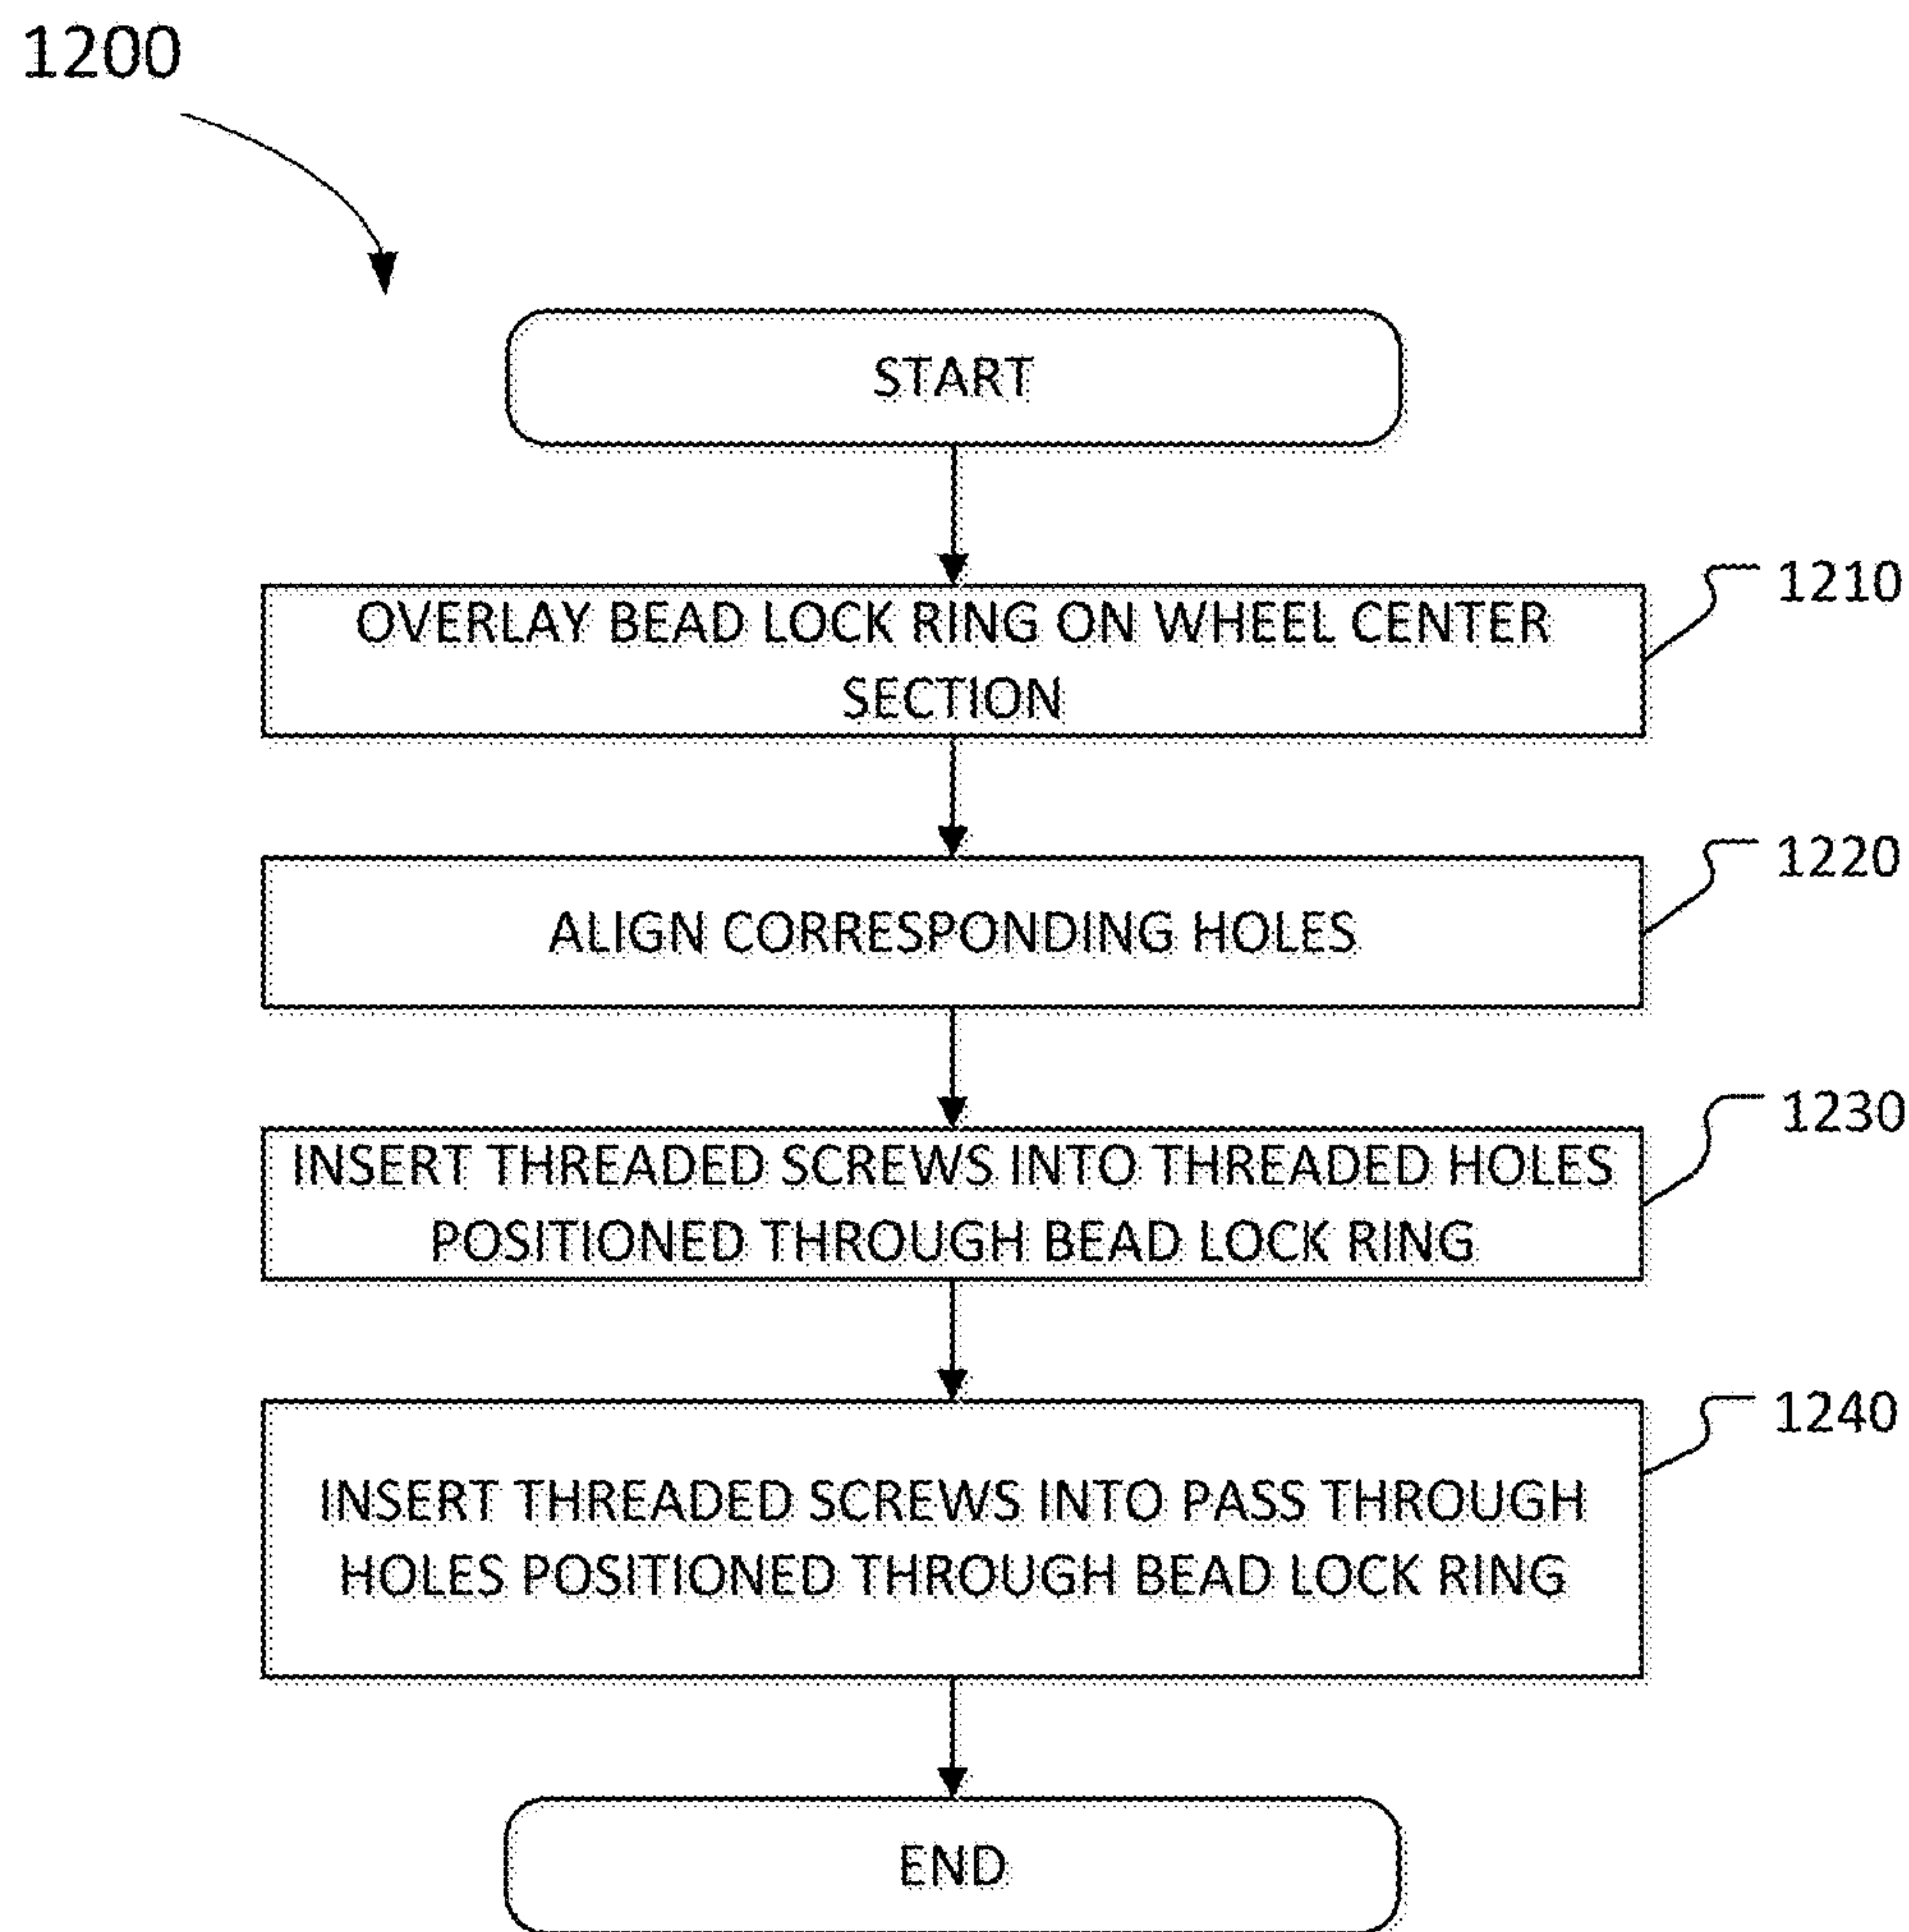 1200
START
OVERLAY BEAD LOCK RING ON WHEEL CENTER
SECTION
1210
ALIGN CORRESPONDING HOLES
1220
INSERT THREADED SCREWS INTO THREADED HOLES
POSITIONED THROUGH BEAD LOCK RING
1230
INSERT THREADED SCREWS INTO PASS THROUGH
HOLES POSITIONED THROUGH BEAD LOCK RING
1240
END